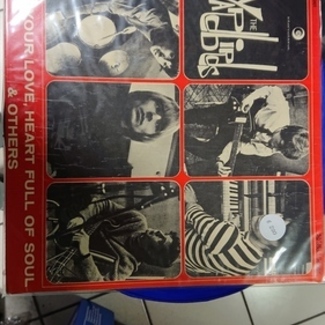 THE
YARDBIRDS
YOUR LOVE, HEART FULL OF SOUL
& OTHERS